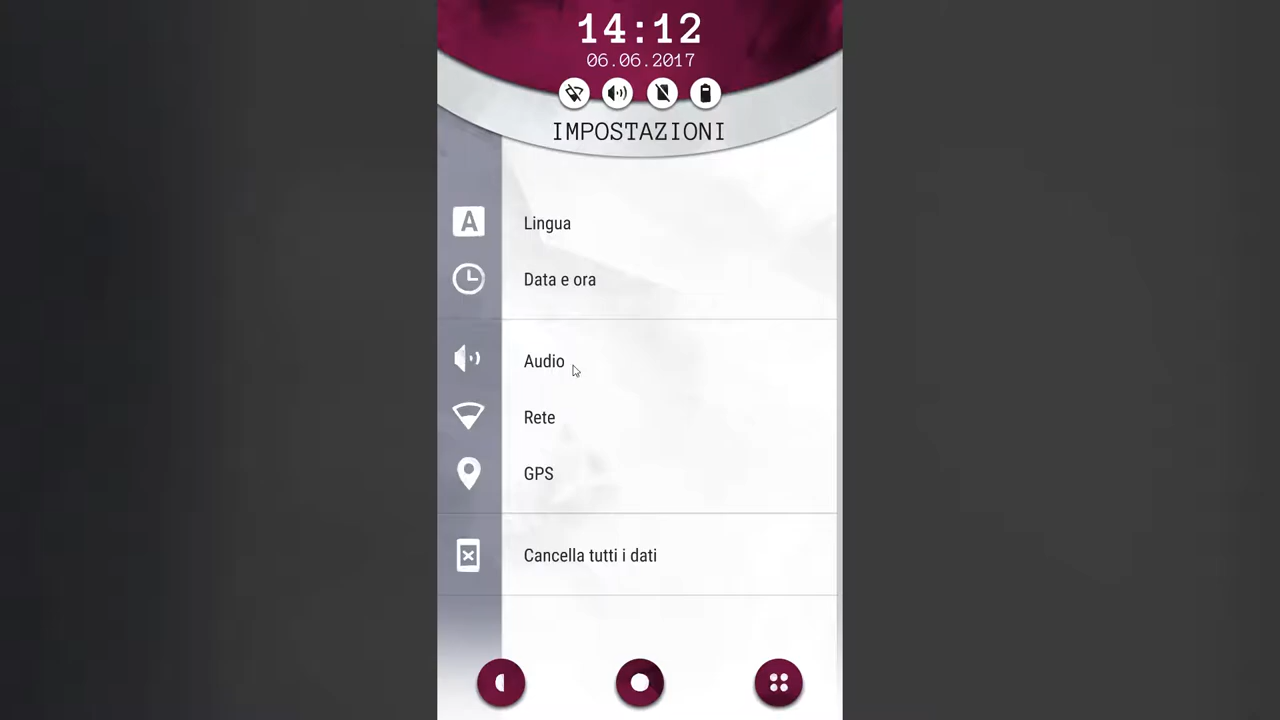 14:12
06.06.2017
IMPOSTAZIONI
A
Lingua
Data e ora
Audio
Rete
GPS
Cancella tutti i dati